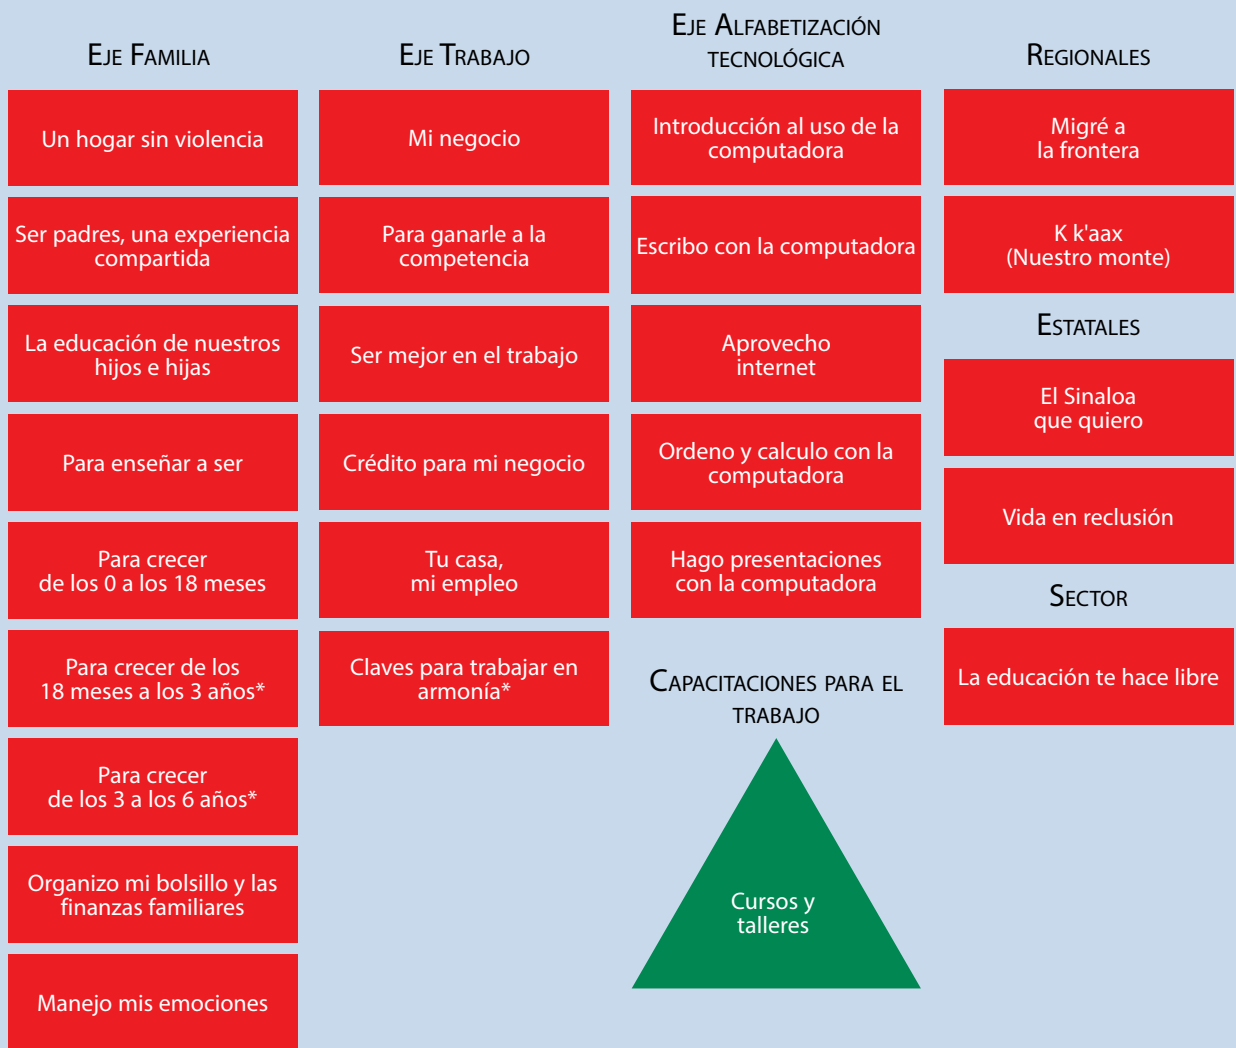 Eje Familia
Un hogar sin violencia
Ser padres, una experiencia
compartida
La educación de nuestros
hijos e hijas
Para enseñar a ser
Para crecer
de los 0 a los 18 meses
Para crecer de los
18 meses a los 3 años*
Para crecer
de los 3 a los 6 años*
Organizo mi bolsillo y las
finanzas familiares
Manejo mis emociones
Eje Trabajo
Mi negocio
Para ganarle a la
competencia
Ser mejor en el trabajo
Crédito para mi negocio
Tu casa,
mi empleo
Claves para trabajar en
armonía*
Eje Alfabetización
tecnológica
Introducción al uso de la
computadora
Escribo con la computadora
Aprovecho
internet
Ordeno y calculo con la
computadora
Hago presentaciones
con la computadora
Capacitaciones para el
trabajo
Cursos y
talleres
Regionales
Migré a
la frontera
K k'aax
(Nuestro monte)
Estatales
El Sinaloa
que quiero
Vida en reclusión
Sector
La educación te hace libre